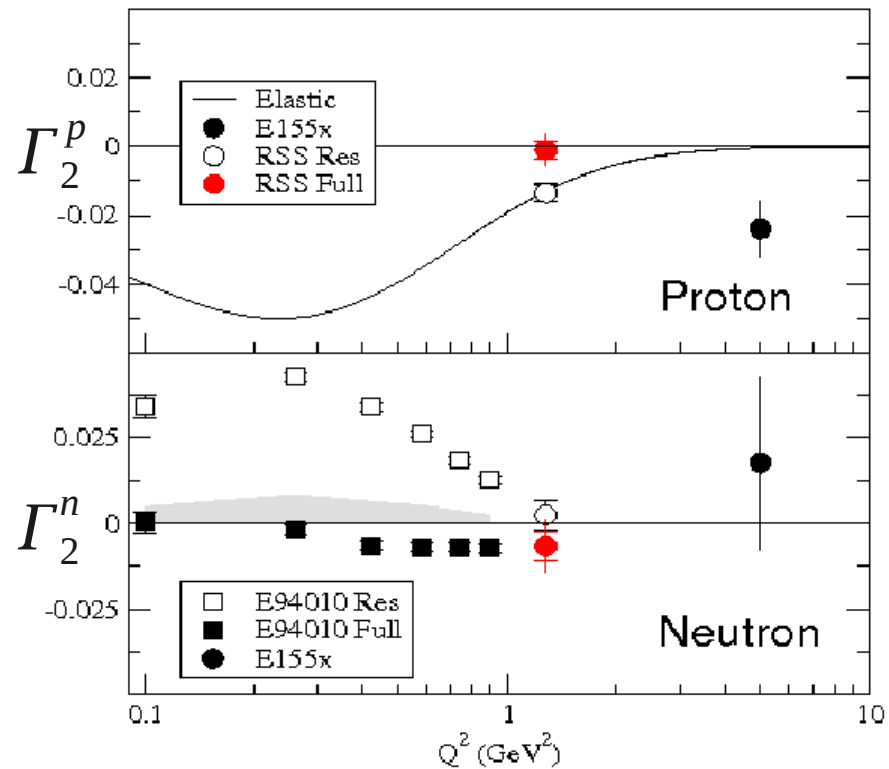 0.02
0
-0.02
-0.04
Γ₂ᵖ
Elastic
E155x
RSS Res
RSS Full
Proton
0.025
0
-0.025
Γ₂ⁿ
E94010 Res
E94010 Full
E155x
Neutron
0.1 1 10
Q² (GeV²)